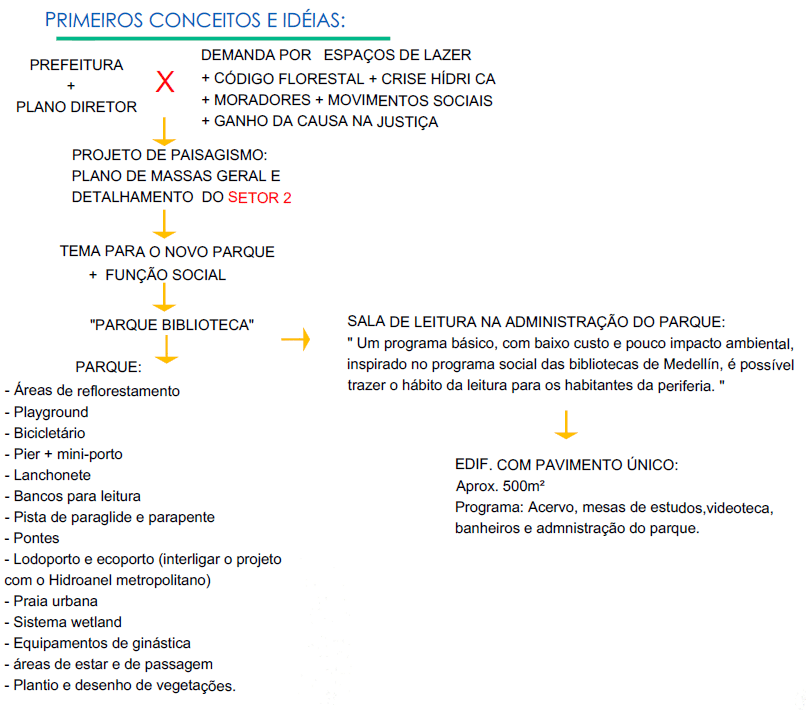 PRIMEIROS CONCEITOS E IDÉIAS:
PREFEITURA
+
PLANO DIRETOR
X
DEMANDA POR ESPAÇOS DE LAZER
+ CÓDIGO FLORESTAL + CRISE HÍDRI CA
+ MORADORES + MOVIMENTOS SOCIAIS
+ GANHO DA CAUSA NA JUSTIÇA
PROJETO DE PAISAGISMO:
PLANO DE MASSAS GERAL E
DETALHAMENTO DO SETOR 2
TEMA PARA O NOVO PARQUE
+ FUNÇÃO SOCIAL
"PARQUE BIBLIOTECA"
PARQUE:
- Áreas de reflorestamento
- Playground
- Bicicletário
- Pier + mini-porto
- Lanchonete
- Bancos para leitura
- Pista de paraglide e parapente
- Pontes
- Lodoporto e ecoporto (interligar o projeto
com o Hidroanel metropolitano)
- Praia urbana
- Sistema wetland
- Equipamentos de ginástica
- áreas de estar e de passagem
- Plantio e desenho de vegetações.
SALA DE LEITURA NA ADMINISTRAÇÃO DO PARQUE:
" Um programa básico, com baixo custo e pouco impacto ambiental,
inspirado no programa social das bibliotecas de Medellín, é possível
trazer o hábito da leitura para os habitantes da periferia. "
EDIF. COM PAVIMENTO ÚNICO:
Aprox. 500m²
Programa: Acervo, mesas de estudos,videoteca,
banheiros e admnistração do parque.